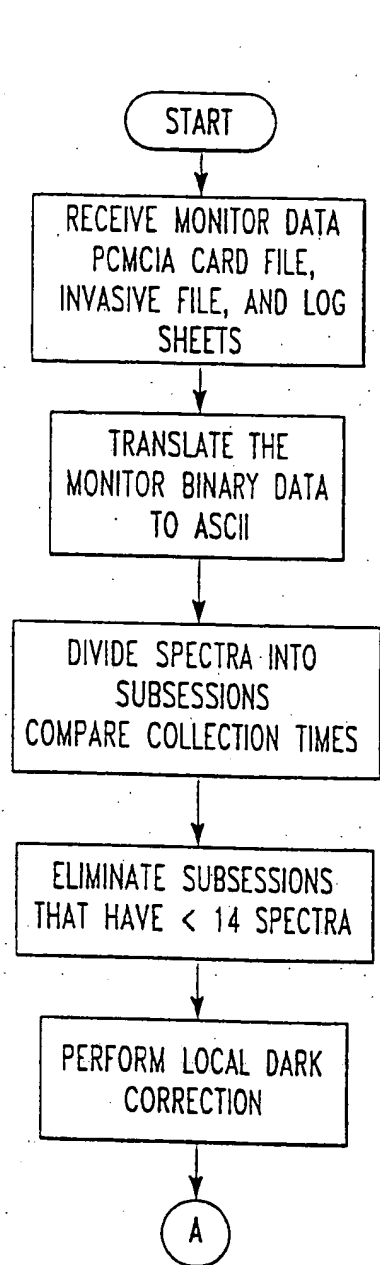 START
RECEIVE MONITOR DATA
PCMCIA CARD FILE,
INVASIVE FILE, AND LOG
SHEETS
TRANSLATE THE
MONITOR BINARY DATA
TO ASCII
DIVIDE SPECTRA INTO
SUBSESSIONS
COMPARE COLLECTION TIMES
ELIMINATE SUBSESSIONS
THAT HAVE < 14 SPECTRA
PERFORM LOCAL DARK
CORRECTION
A